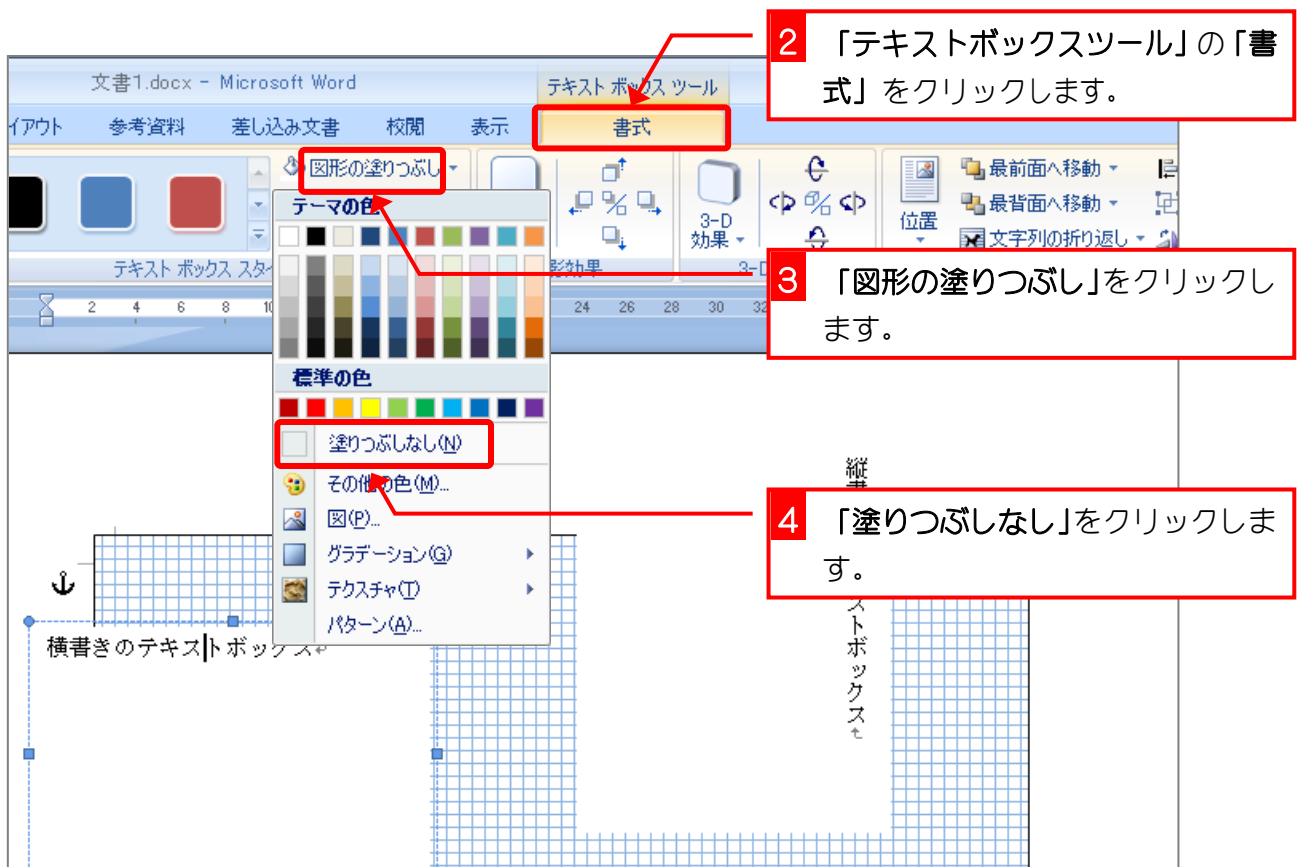 2 「テキストボックスツール」の「書
式」をクリックします。
文書1.docx - Microsoft Word
テキスト ボックス ツール
イアウト 参考資料 差し込み文書 校閲 表示 書式
図形の塗りつぶし
最前面へ移動
最背面へ移動
文字列の折り返し
位置
3-D
効果
テーマの色
テキスト ボックス スタ
影効果
3-D
3 「図形の塗りつぶし」をクリックし
ます。
2 4 6 8 10 24 26 28 30 32
標準の色
塗りつぶしなし(N)
その他の色(M)...
図(P)...
グラデーション(G)
テクスチャ(T)
パターン(A)...
4 「塗りつぶしなし」をクリックしま
す。
横書きのテキストボックス
縦書
ストボックス